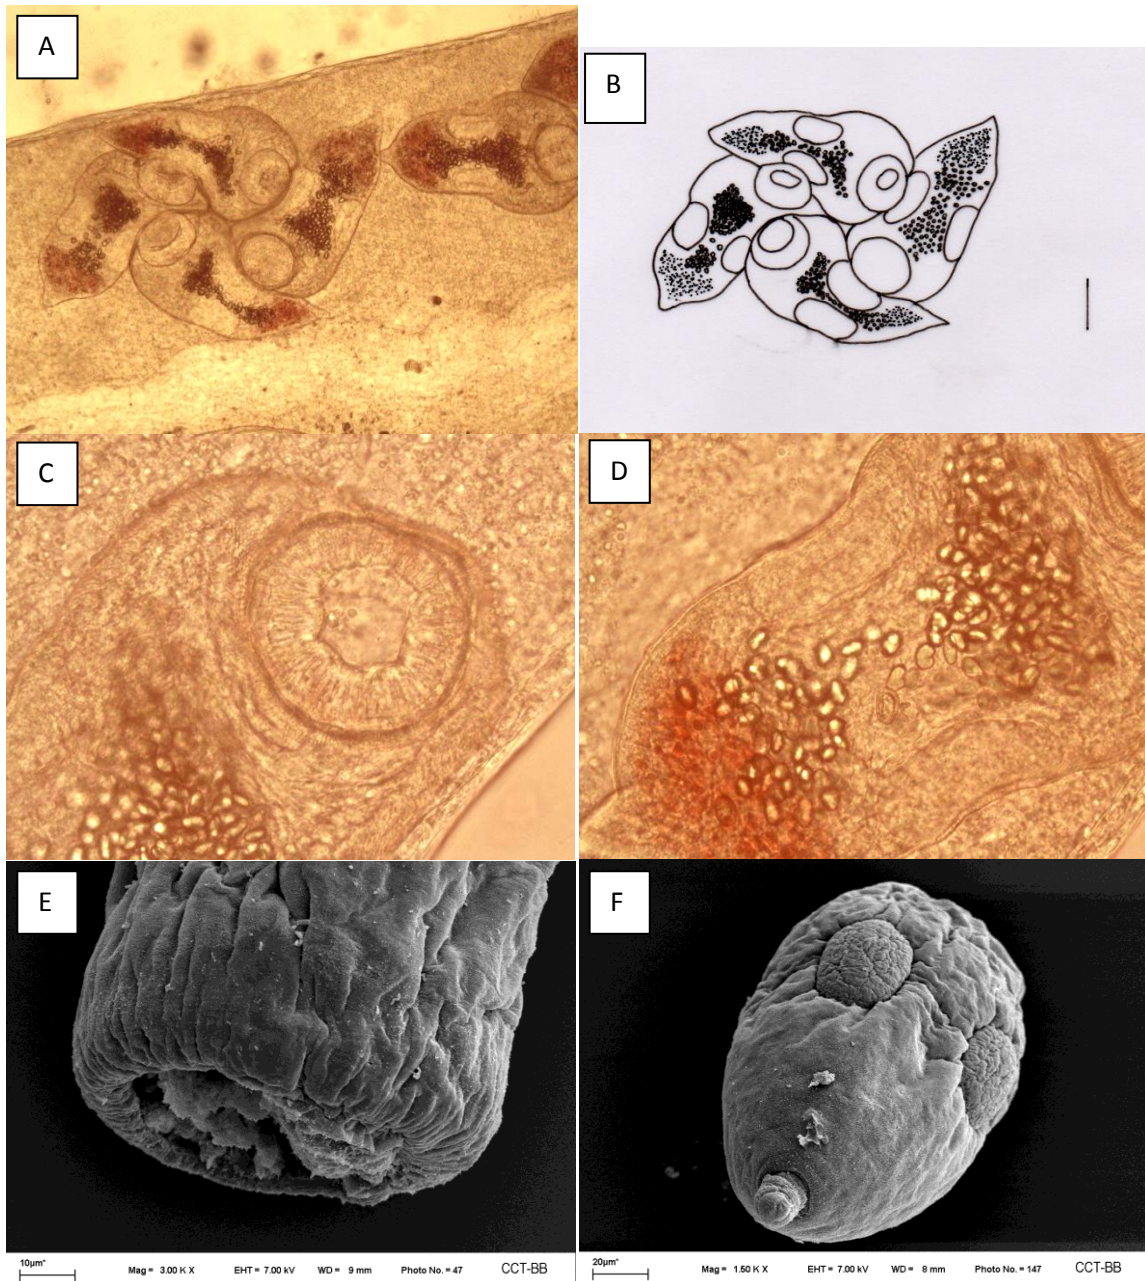 A
B
C
D
E
F
10µm*
Mag = 3.00 K X
EHT = 7.00 kV
WD = 9 mm
Photo No. = 47
CCT-BB
20µm*
Mag = 1.50 K X
EHT = 7.00 kV
WD = 8 mm
Photo No. = 147
CCT-BB